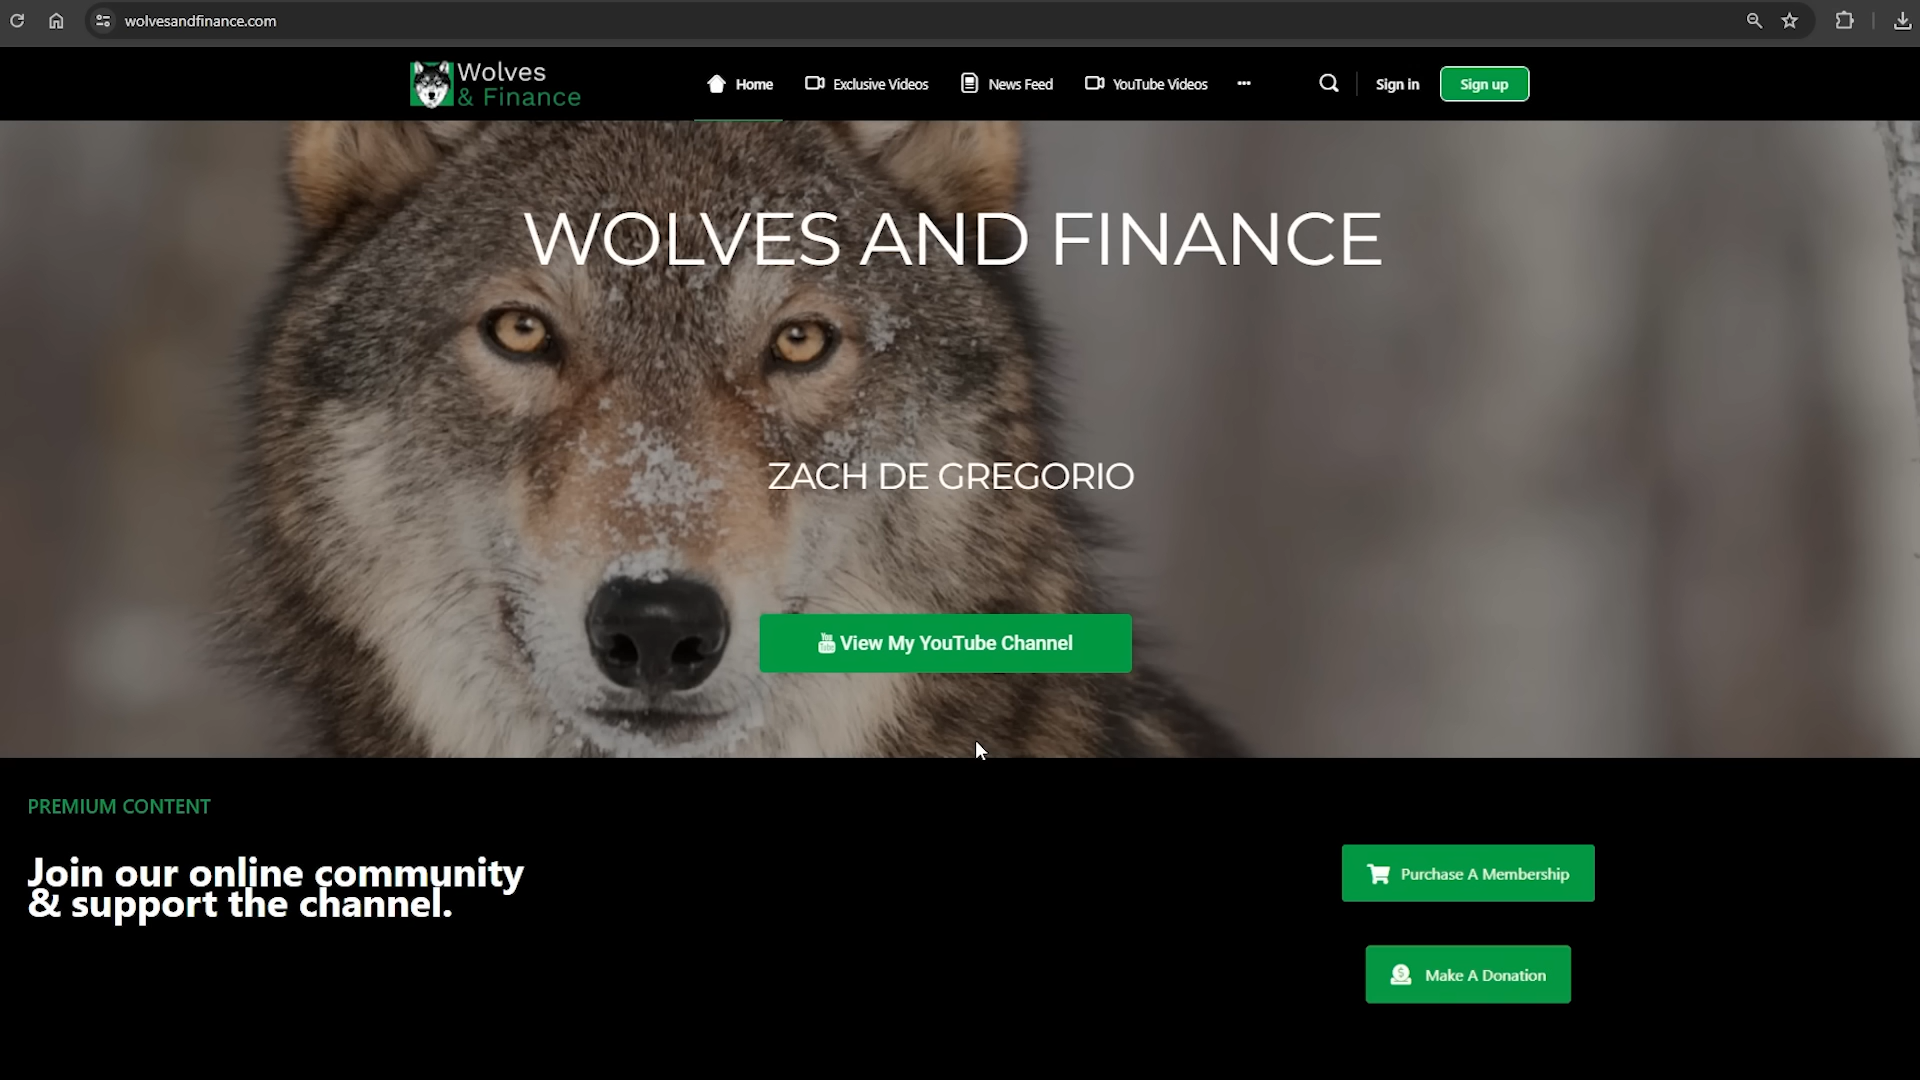 wolvesandfinance.com
Wolves
& Finance
Home
Exclusive Videos
News Feed
YouTube Videos
Sign in
Sign up
WOLVES AND FINANCE
ZACH DE GREGORIO
You
Tube
View My YouTube Channel
PREMIUM CONTENT
Join our online community
& support the channel.
Purchase A Membership
Make A Donation